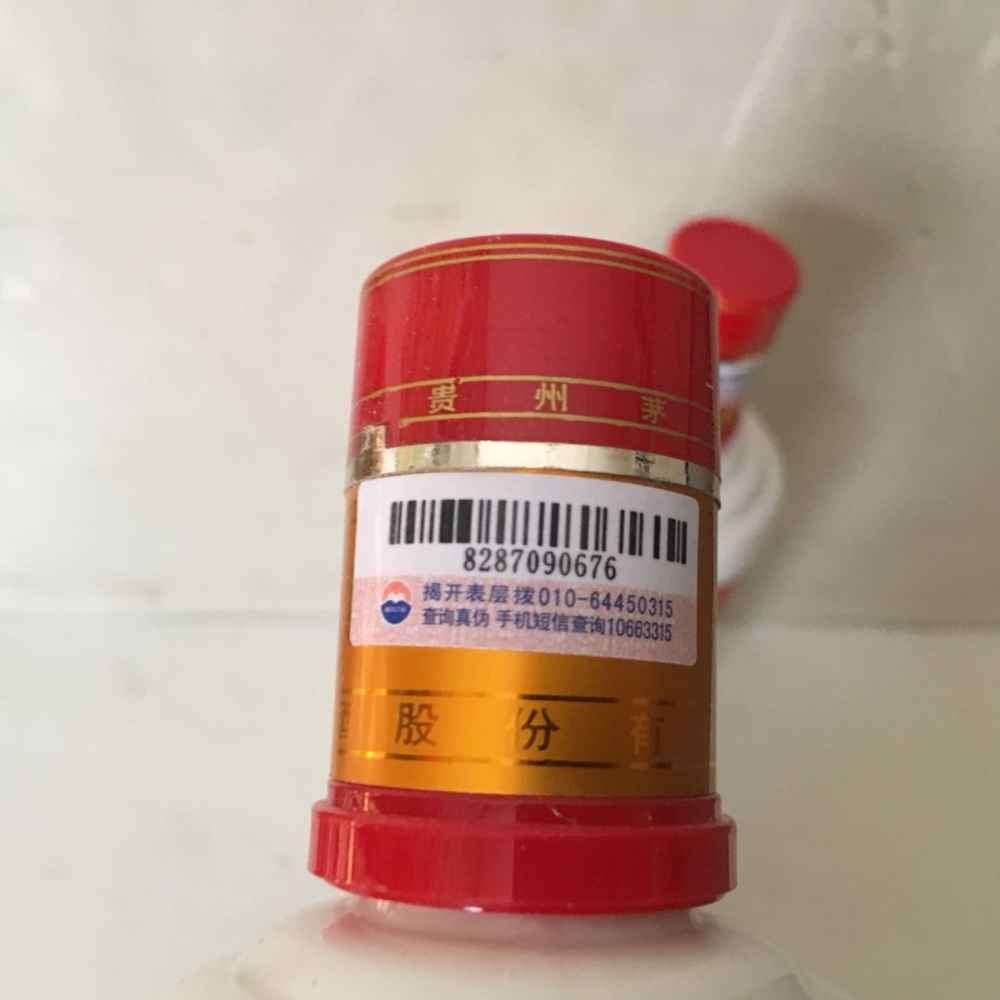 贵州茅
8287090676
揭开表层拨010-64450315
查询真伪 手机短信查询10663315
股份有